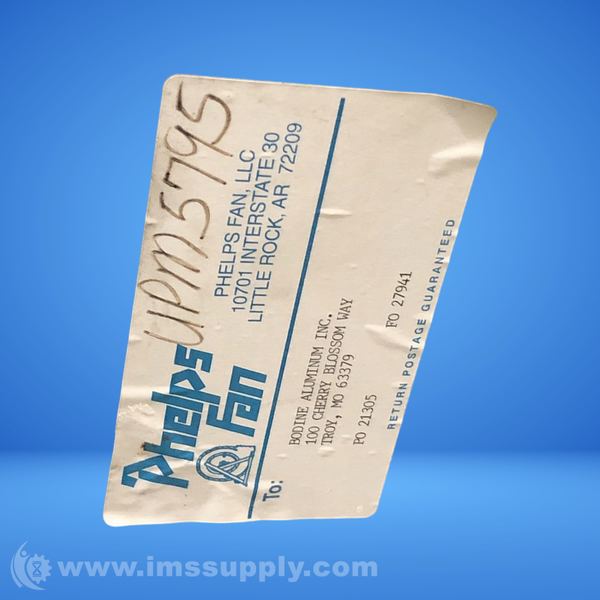 UPM5795
Phelps
Fan
PHELPS FAN, LLC
10701 INTERSTATE 30
LITTLE ROCK, AR 72209
To:
BODINE ALUMINUM INC.
100 CHERRY BLOSSOM WAY
TROY, MO 63379
PO 21305
FO 27941
RETURN POSTAGE GUARANTEED
www.imssupply.com